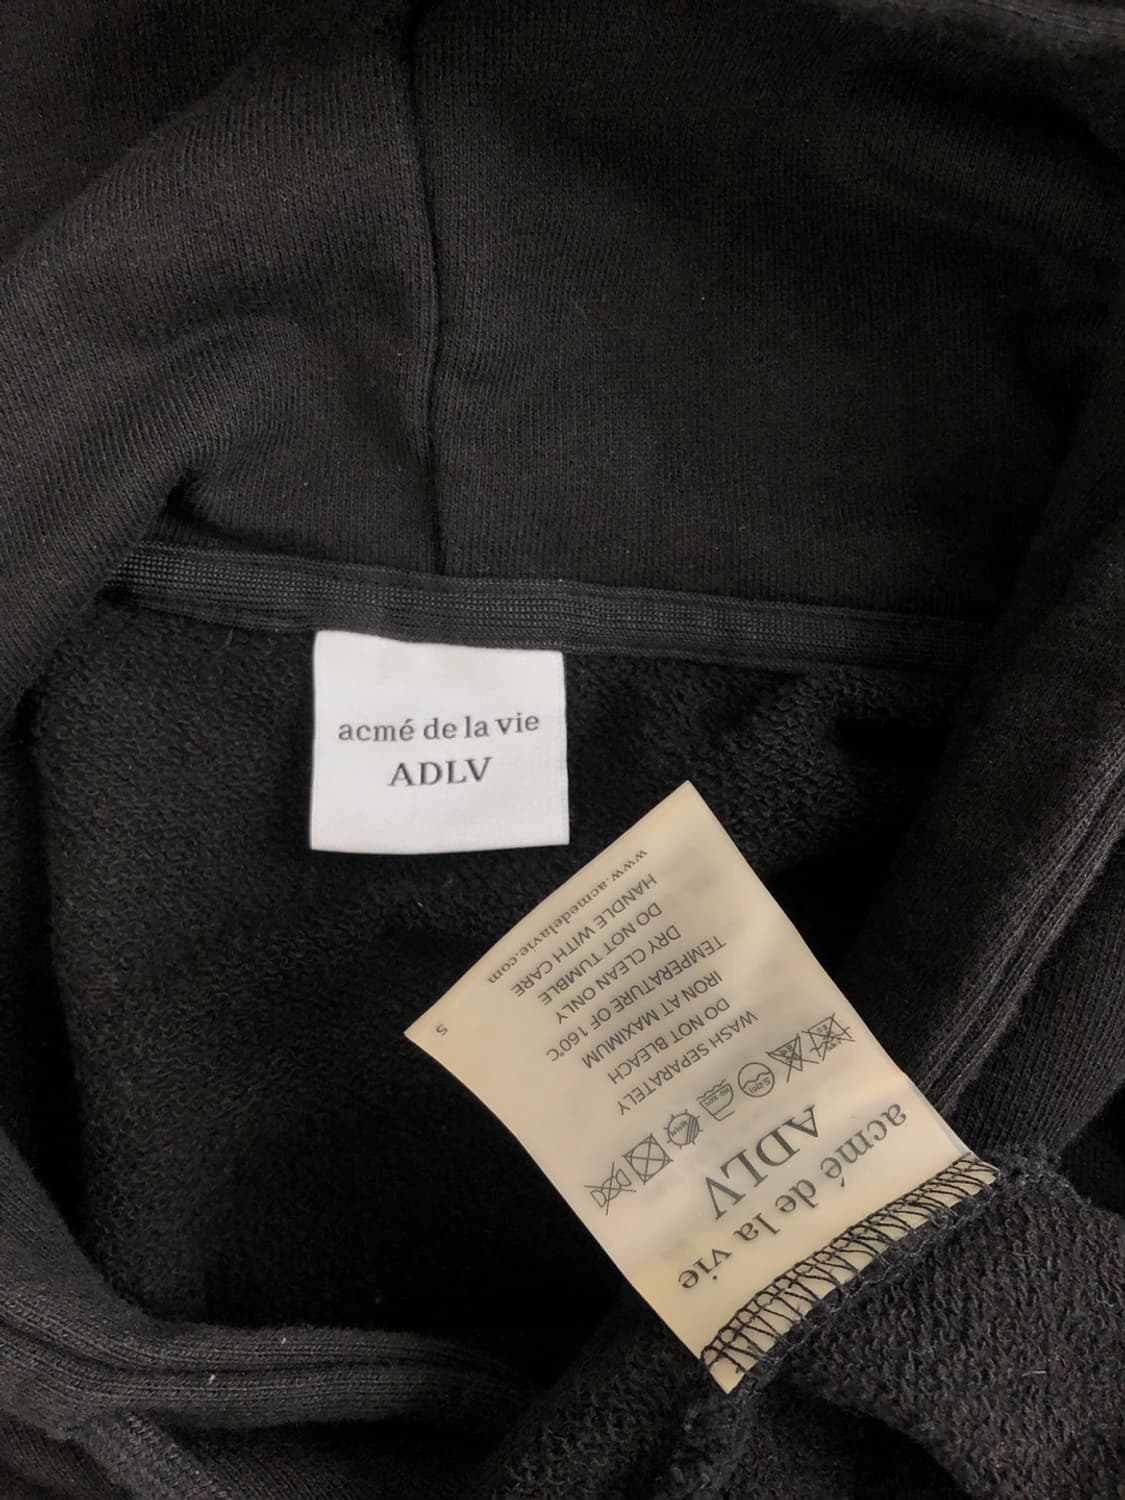 acmé de la vie
ADLV
acmé de la vie
ADLV
WASH SEPARATELY
DO NOT BLEACH
IRON AT MAXIMUM
TEMPERATURE OF 160°C
DRY CLEAN ONLY
DO NOT TUMBLE
HANDLE WITH CARE
www.acmedelavie.com
S